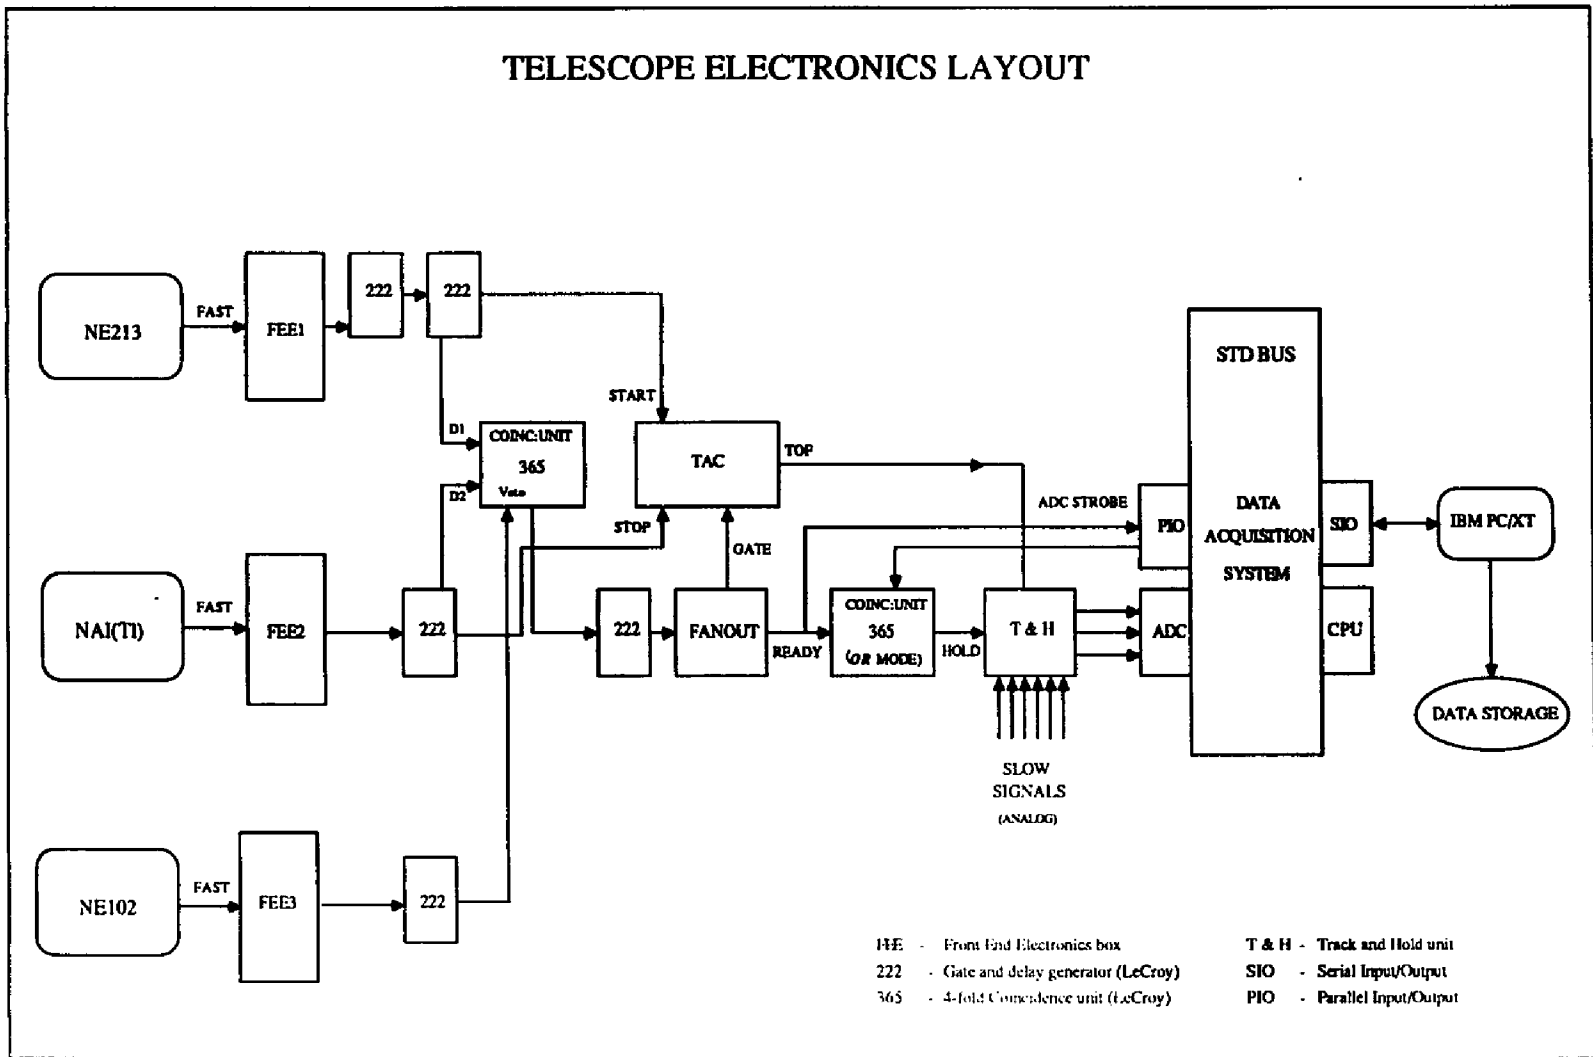 TELESCOPE ELECTRONICS LAYOUT
NE213
FAST
FEE1
222
222
START
D1
COINC:UNIT
365
Veto
D2
TAC
TOF
STOP
GATE
NAI(Tl)
FAST
FEE2
222
222
FANOUT
READY
COINC:UNIT
365
(OR MODE)
HOLD
T & H
ADC STROBE
PIO
ADC
STD BUS
DATA
ACQUISITION
SYSTEM
SIO
CPU
IBM PC/XT
DATA STORAGE
SLOW
SIGNALS
(ANALOG)
NE102
FAST
FEE3
222
FEE - Front End Electronics box
222 - Gate and delay generator (LeCroy)
365 - 4-fold Coincidence unit (LeCroy)
T & H - Track and Hold unit
SIO - Serial Input/Output
PIO - Parallel Input/Output